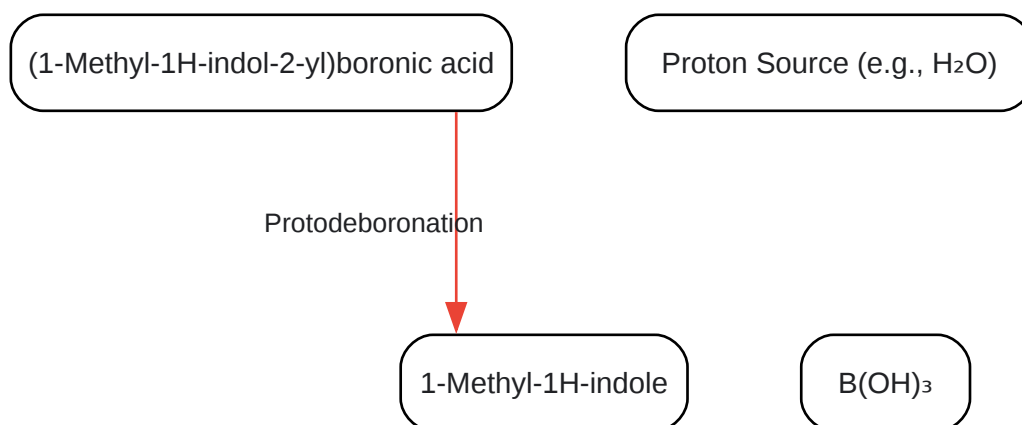 (1-Methyl-1H-indol-2-yl)boronic acid
Proton Source (e.g., H₂O)
Protodeboronation
1-Methyl-1H-indole
B(OH)₃